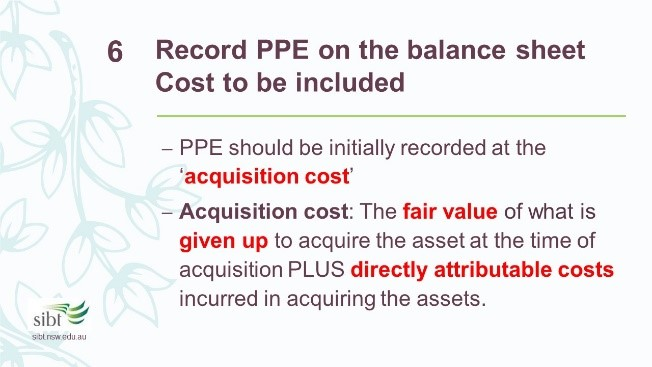 6
Record PPE on the balance sheet
Cost to be included
– PPE should be initially recorded at the
‘acquisition cost’
– Acquisition cost: The fair value of what is
given up to acquire the asset at the time of
acquisition PLUS directly attributable costs
incurred in acquiring the assets.
sibt
sibt.nsw.edu.au